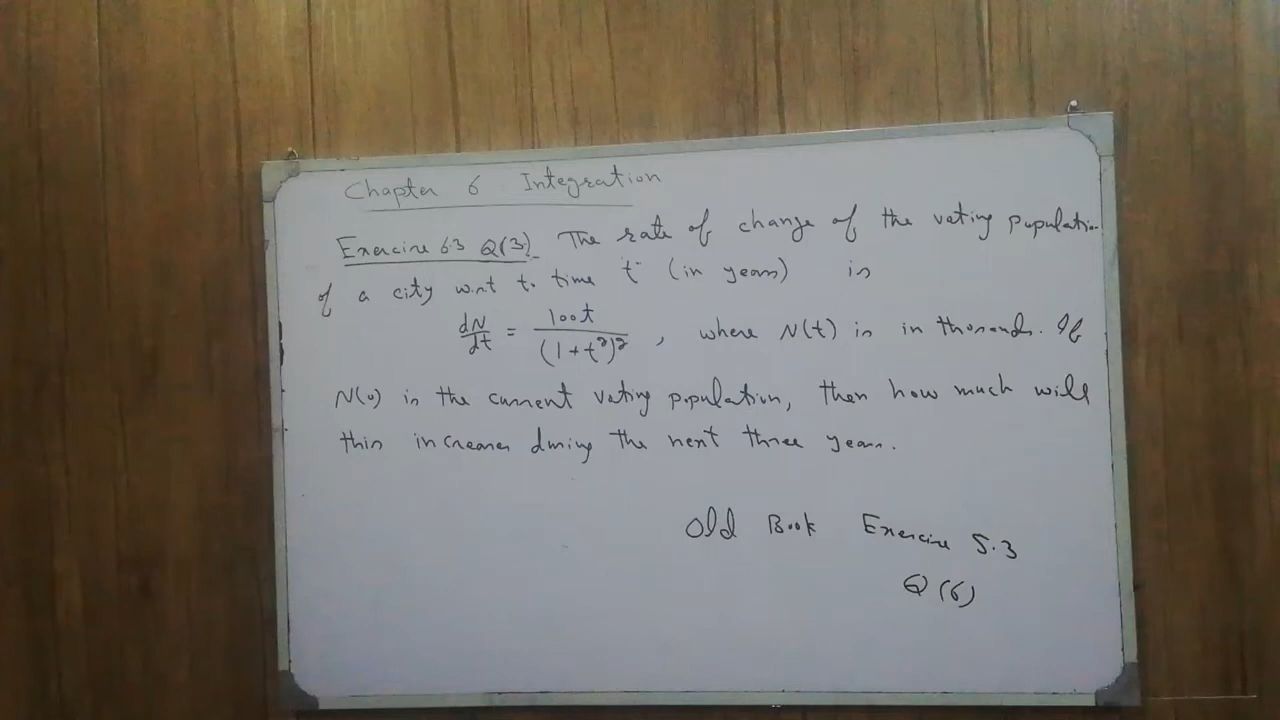 Chapter 6 Integration
Exercise 6.3 Q(3). The rate of change of the voting population
of a city w.r.t to time t (in years) is
dN/dt = 100t/(1+t²)², where N(t) is in thousands. If
N(0) is the current voting population, then how much will
this increases during the next three years.
Old Book Exercise 5.3
Q(6)